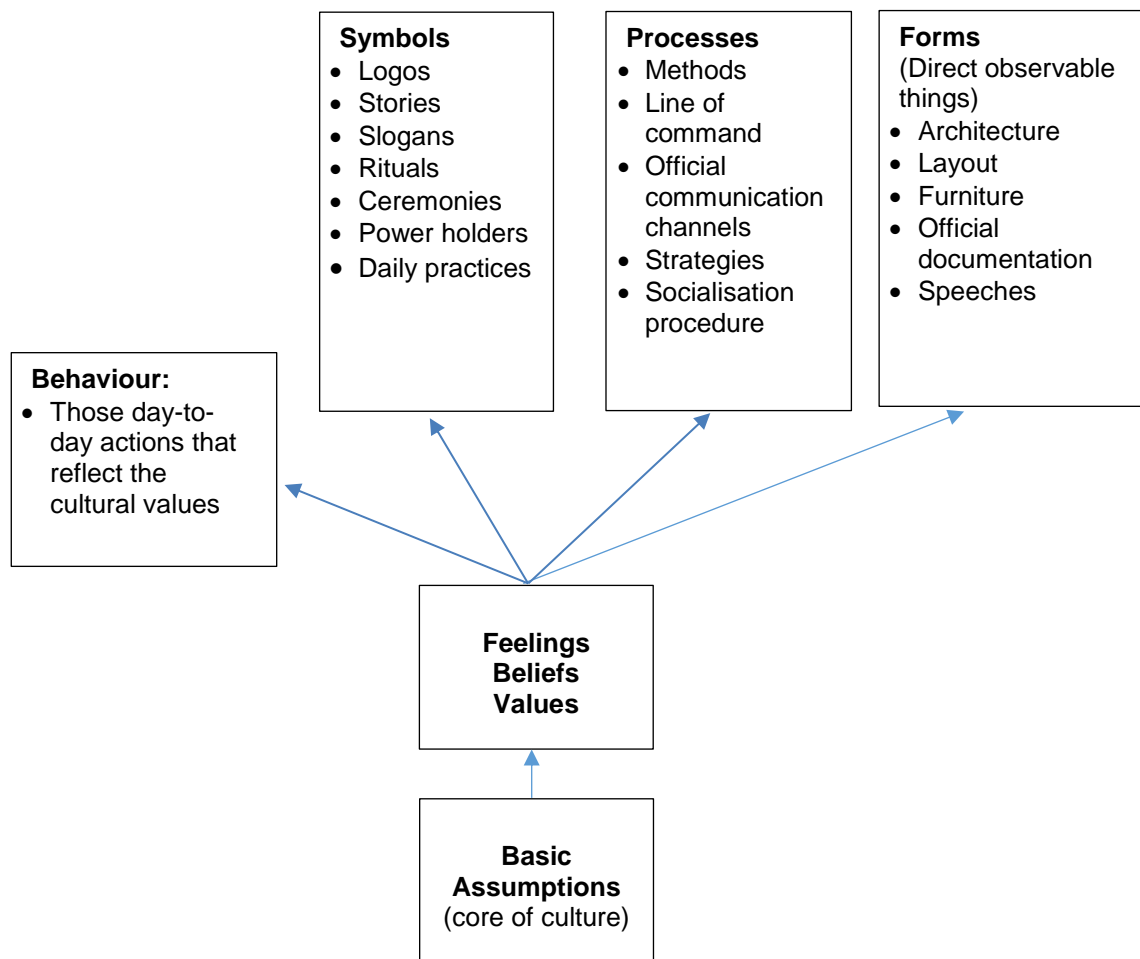 Symbols
• Logos
• Stories
• Slogans
• Rituals
• Ceremonies
• Power holders
• Daily practices
Processes
• Methods
• Line of
command
• Official
communication
channels
• Strategies
• Socialisation
procedure
Forms
(Direct observable
things)
• Architecture
• Layout
• Furniture
• Official
documentation
• Speeches
Behaviour:
• Those day-to-
day actions that
reflect the
cultural values
Feelings
Beliefs
Values
Basic
Assumptions
(core of culture)